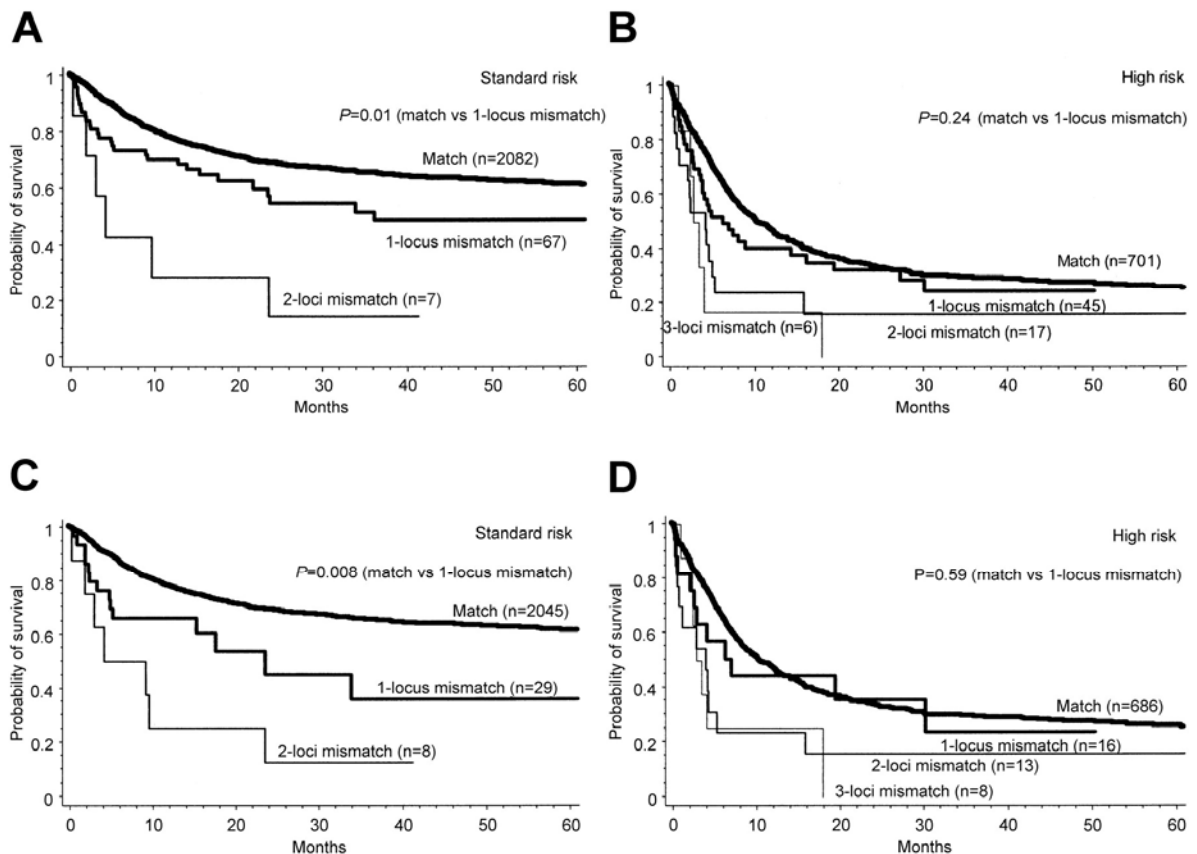 A
Standard risk
P=0.01 (match vs 1-locus mismatch)
Match (n=2082)
1-locus mismatch (n=67)
2-loci mismatch (n=7)
Probability of survival
1
0.8
0.6
0.4
0.2
0
0 10 20 30 40 50 60
Months
B
High risk
P=0.24 (match vs 1-locus mismatch)
Match (n=701)
1-locus mismatch (n=45)
3-loci mismatch (n=6)
2-loci mismatch (n=17)
Probability of survival
1
0.8
0.6
0.4
0.2
0
0 10 20 30 40 50 60
Months
C
Standard risk
P=0.008 (match vs 1-locus mismatch)
Match (n=2045)
1-locus mismatch (n=29)
2-loci mismatch (n=8)
Probability of survival
1
0.8
0.6
0.4
0.2
0
0 10 20 30 40 50 60
Months
D
High risk
P=0.59 (match vs 1-locus mismatch)
Match (n=686)
1-locus mismatch (n=16)
2-loci mismatch (n=13)
3-loci mismatch (n=8)
Probability of survival
1
0.8
0.6
0.4
0.2
0
0 10 20 30 40 50 60
Months